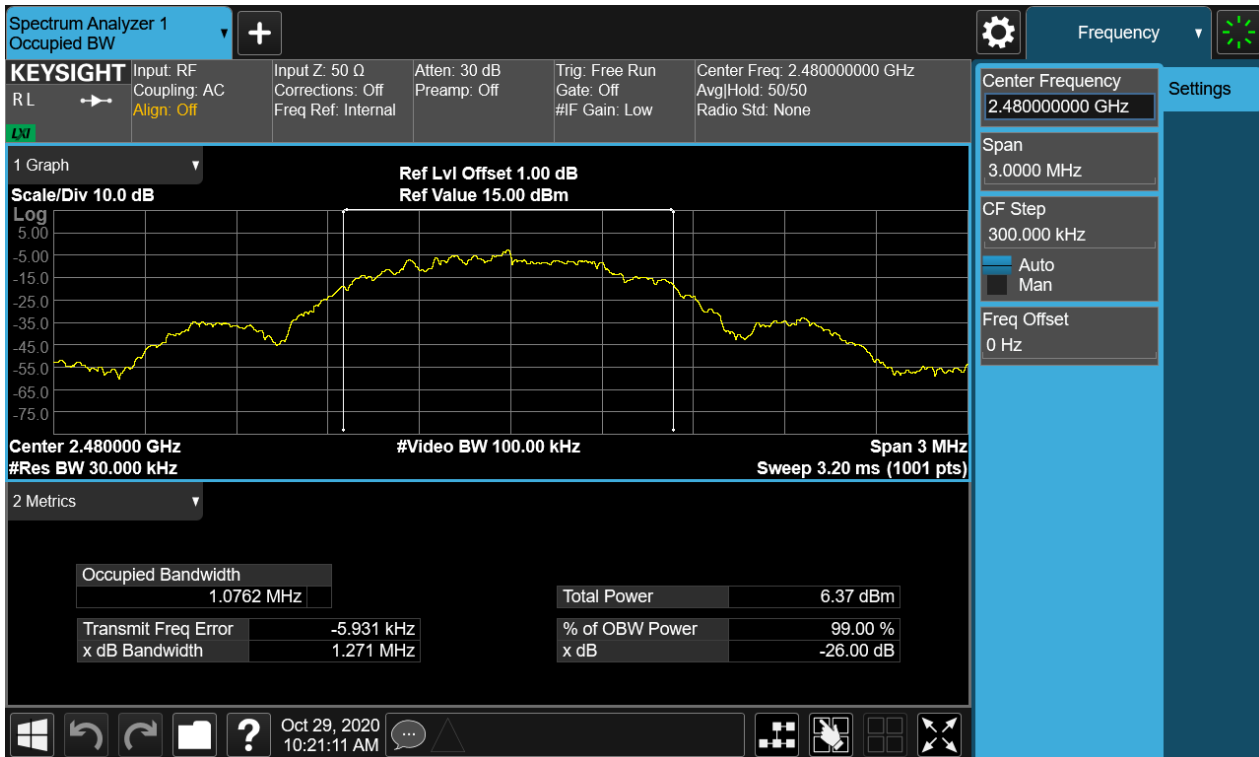 Spectrum Analyzer 1
Occupied BW
+
Frequency
KEYSIGHT
R L
LXI
Input: RF
Coupling: AC
Align: Off
Input Z: 50 Ω
Corrections: Off
Freq Ref: Internal
Atten: 30 dB
Preamp: Off
Trig: Free Run
Gate: Off
#IF Gain: Low
Center Freq: 2.480000000 GHz
Avg|Hold: 50/50
Radio Std: None
Center Frequency
2.480000000 GHz
Settings
Span
3.0000 MHz
CF Step
300.000 kHz
Auto
Man
Freq Offset
0 Hz
1 Graph
Scale/Div 10.0 dB
Ref Lvl Offset 1.00 dB
Ref Value 15.00 dBm
Log
5.00
-5.00
-15.0
-25.0
-35.0
-45.0
-55.0
-65.0
-75.0
Center 2.480000 GHz
#Video BW 100.00 kHz
Span 3 MHz
#Res BW 30.000 kHz
Sweep 3.20 ms (1001 pts)
2 Metrics
Occupied Bandwidth
1.0762 MHz
Total Power 6.37 dBm
Transmit Freq Error -5.931 kHz
% of OBW Power 99.00 %
x dB Bandwidth 1.271 MHz
x dB -26.00 dB
?
Oct 29, 2020
10:21:11 AM